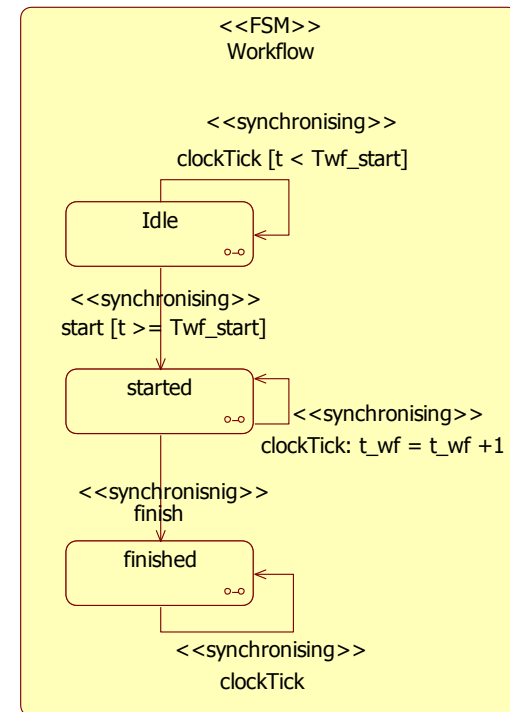 <<FSM>>
Workflow
<<synchronising>>
clockTick [t < Twf_start]
Idle
<<synchronising>>
start [t >= Twf_start]
started
<<synchronising>>
clockTick: t_wf = t_wf +1
<<synchronisnig>>
finish
finished
<<synchronising>>
clockTick